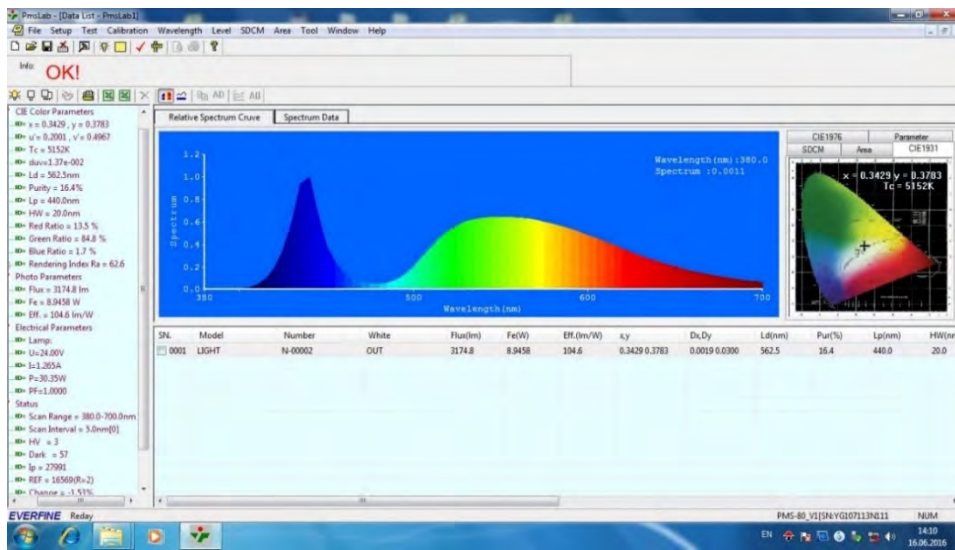 PmsLab - [Data List - PmsLab1]
File Setup Test Calibration Wavelength Level SDCM Area Tool Window Help
Info:
OK!
CIE Color Parameters
x = 0.3429 , y = 0.3783
u'= 0.2001 , v'= 0.4967
Tc = 5152K
duv=1.37e-002
Ld = 562.5nm
Purity = 16.4%
Lp = 440.0nm
HW = 20.0nm
Red Ratio = 13.5 %
Green Ratio = 84.8 %
Blue Ratio = 1.7 %
Rendering Index Ra = 62.6
Photo Parameters
Flux = 3174.8 lm
Fe = 8.9458 W
Eff. = 104.6 lm/W
Electrical Parameters
Lamp:
U=24.00V
I=1.265A
P=30.35W
PF=1.0000
Status
Scan Range = 380.0-700.0nm
Scan Interval = 5.0nm[0]
HV = 3
Dark = 57
Ip = 27991
REF = 16569(R=2)
Change = -1.53%
Relative Spectrum Cruve Spectrum Data
Wavelength(nm):380.0
Spectrum :0.0011
Spectrum
1.2
1.0
0.8
0.6
0.4
0.2
0.0
380 500 600 700
Wavelength(nm)
CIE1976 Parameter
SDCM Area CIE1931
x = 0.3429 y = 0.3783
Tc = 5152K
SN. Model Number White Flux(lm) Fe(W) Eff.(lm/W) x,y Dx,Dy Ld(nm) Pur(%) Lp(nm) HW(nm
0001 LIGHT N-00002 OUT 3174.8 8.9458 104.6 0.3429 0.3783 0.0019 0.0300 562.5 16.4 440.0 20.0
EVERFINE Reday PMS-80_V1[SN:YG107113N111 NUM
EN 14:10
16.06.2016